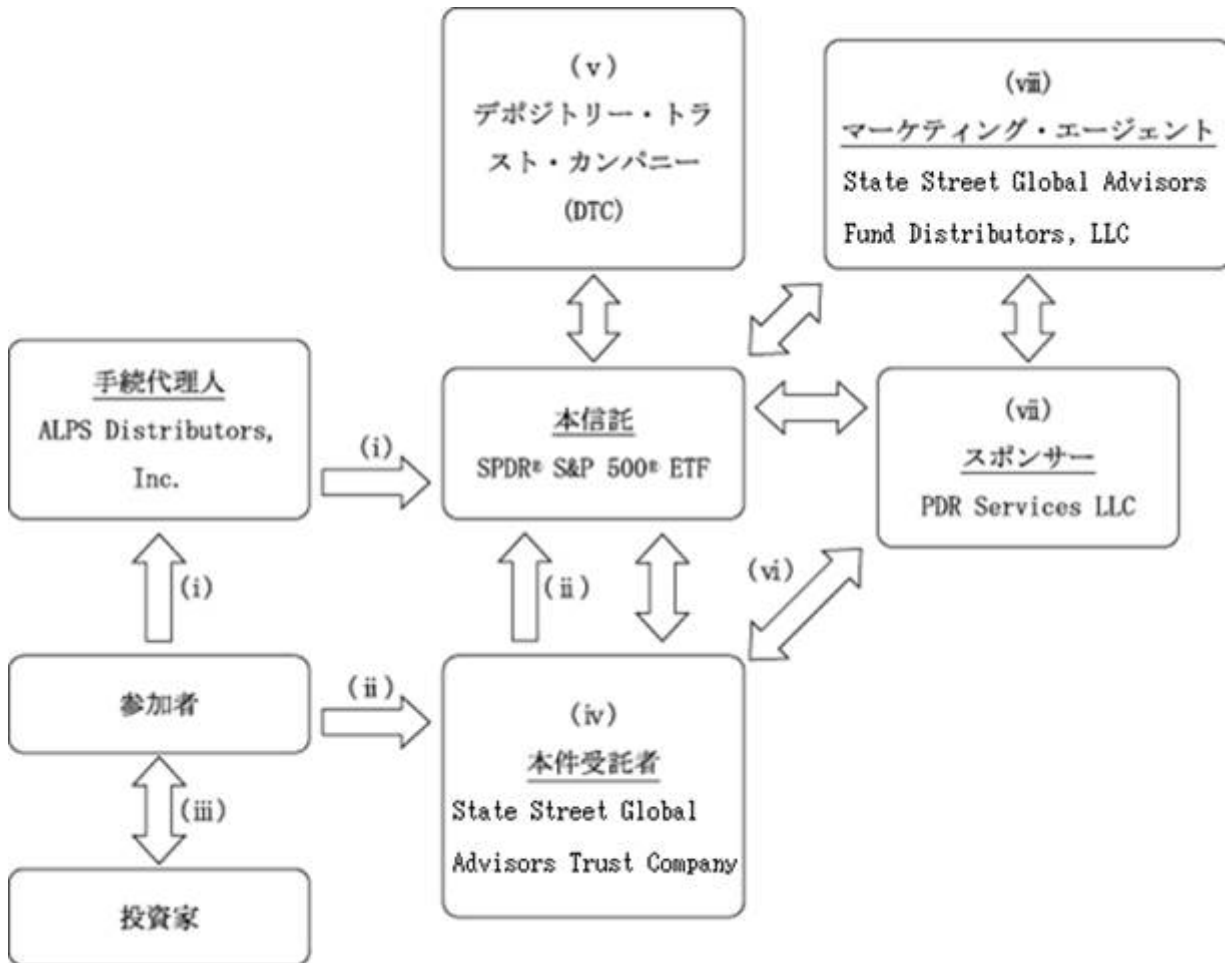 (ⅴ)
デポジトリー・トラ
スト・カンパニー
(DTC)
(ⅷ)
マーケティング・エージェント
State Street Global Advisors
Fund Distributors, LLC
手続代理人
ALPS Distributors,
Inc.
(ⅰ)
本信託
SPDR® S&P 500® ETF
(ⅶ)
スポンサー
PDR Services LLC
(ⅰ)
(ⅱ)
(ⅵ)
参加者
(ⅱ)
(ⅳ)
本件受託者
State Street Global
Advisors Trust Company
(ⅲ)
投資家